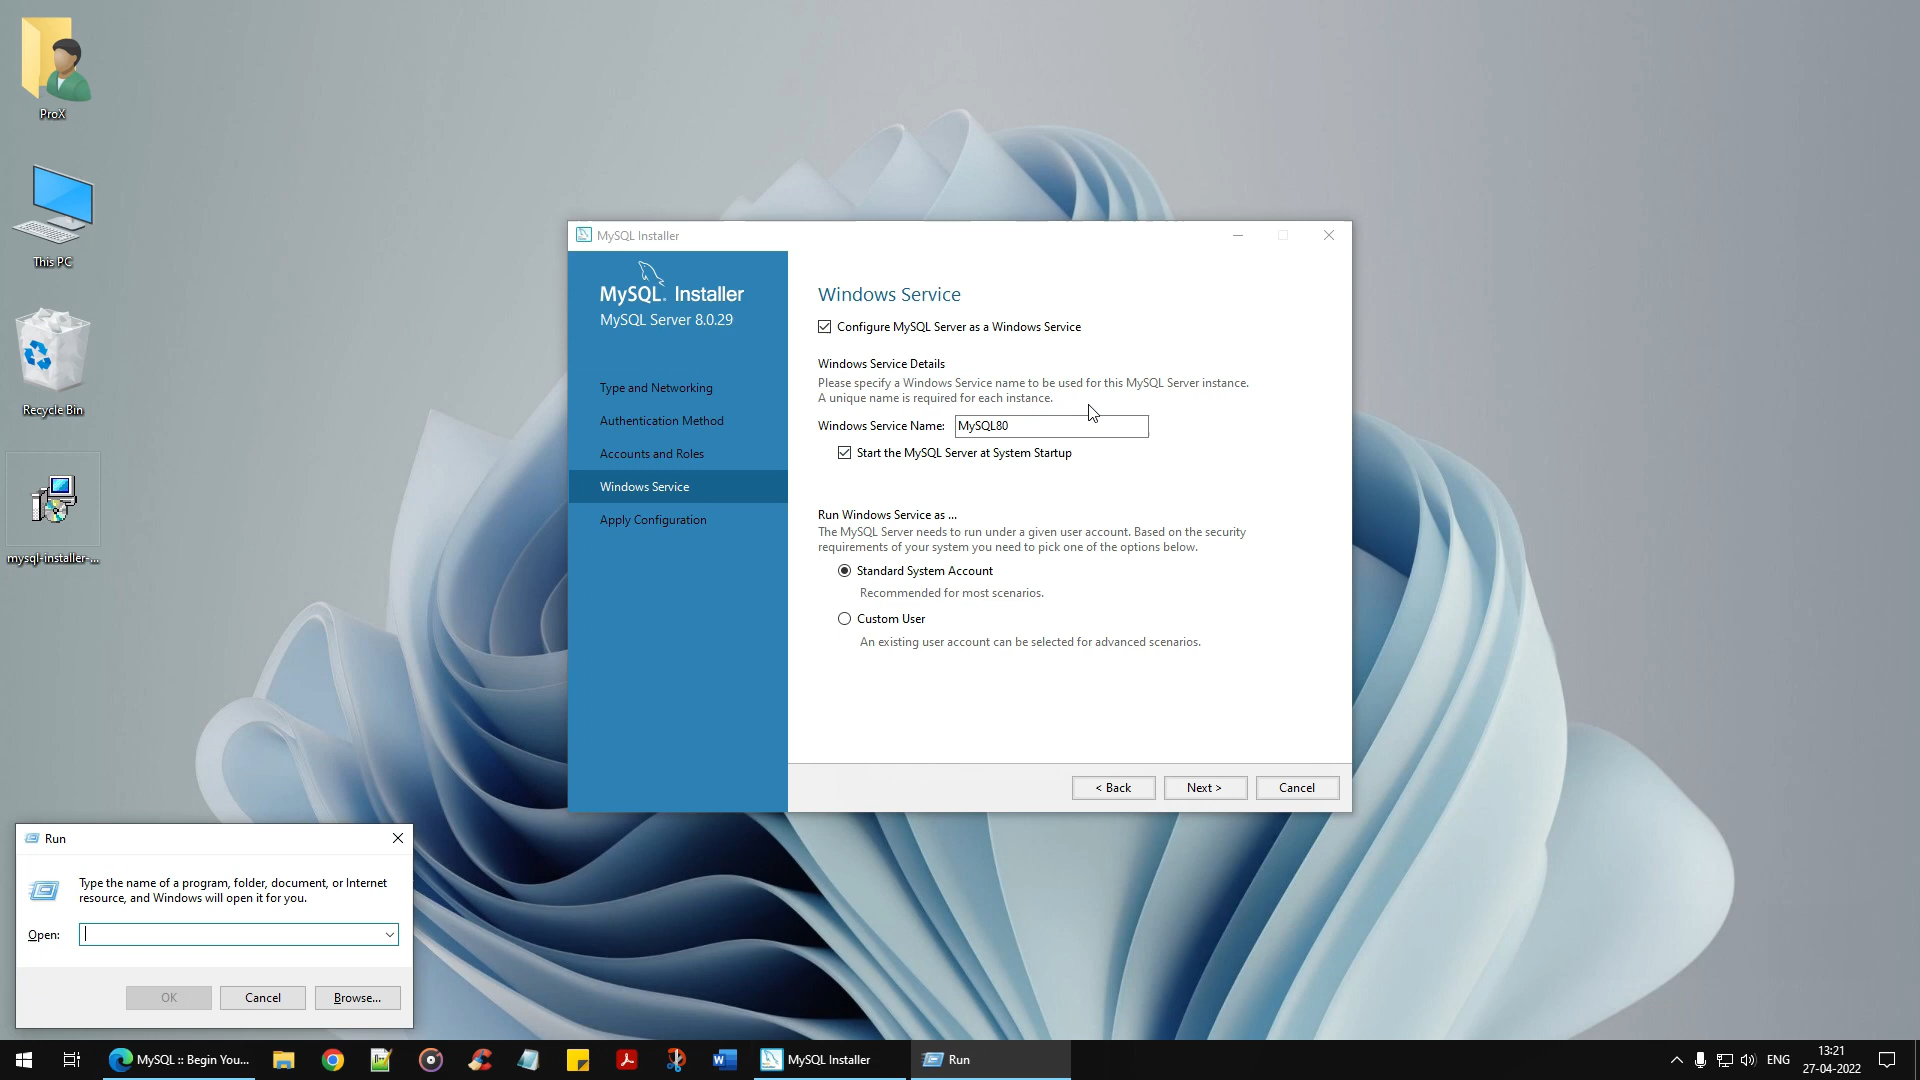 ProX
This PC
Recycle Bin
mysql-installer-...
MySQL Installer
MySQL. Installer
MySQL Server 8.0.29
Type and Networking
Authentication Method
Accounts and Roles
Windows Service
Apply Configuration
Windows Service
Configure MySQL Server as a Windows Service
Windows Service Details
Please specify a Windows Service name to be used for this MySQL Server instance.
A unique name is required for each instance.
Windows Service Name: MySQL80
Start the MySQL Server at System Startup
Run Windows Service as ...
The MySQL Server needs to run under a given user account. Based on the security
requirements of your system you need to pick one of the options below.
Standard System Account
Recommended for most scenarios.
Custom User
An existing user account can be selected for advanced scenarios.
< Back Next > Cancel
Run
Type the name of a program, folder, document, or Internet
resource, and Windows will open it for you.
Open:
OK Cancel Browse...
MySQL :: Begin You... MySQL Installer Run ENG 13:21
27-04-2022